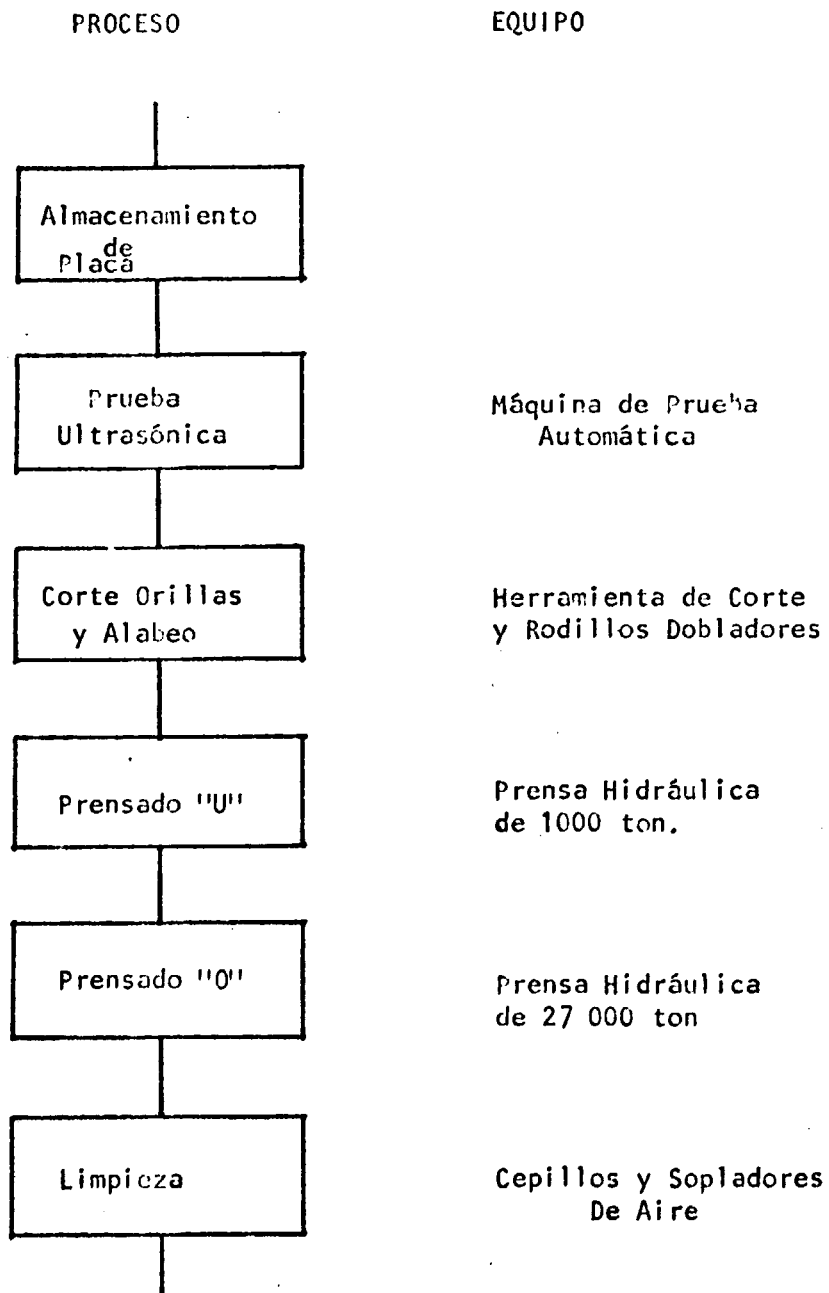 PROCESO EQUIPO
Almacenamiento
de
Placa
Prueba
Ultrasónica
Máquina de Prueba
Automática
Corte Orillas
y Alabeo
Herramienta de Corte
y Rodillos Dobladores
Prensado "U"
Prensa Hidráulica
de 1000 ton.
Prensado "O"
Prensa Hidráulica
de 27 000 ton
Limpieza
Cepillos y Sopladores
De Aire